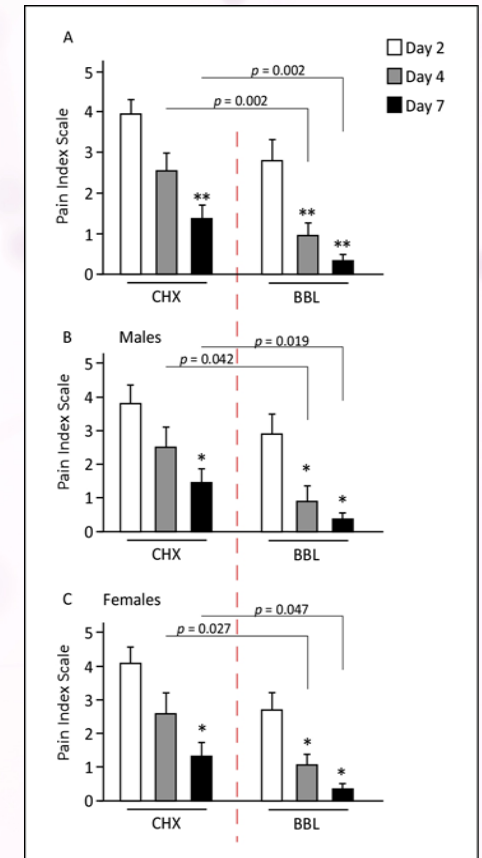 A
Day 2
Day 4
Day 7
p = 0.002
p = 0.002
Pain Index Scale
5
4
3
2
1
0
**
**
**
CHX
BBL
B Males
p = 0.019
p = 0.042
Pain Index Scale
5
4
3
2
1
0
*
*
*
CHX
BBL
C Females
p = 0.047
p = 0.027
Pain Index Scale
5
4
3
2
1
0
*
*
*
CHX
BBL